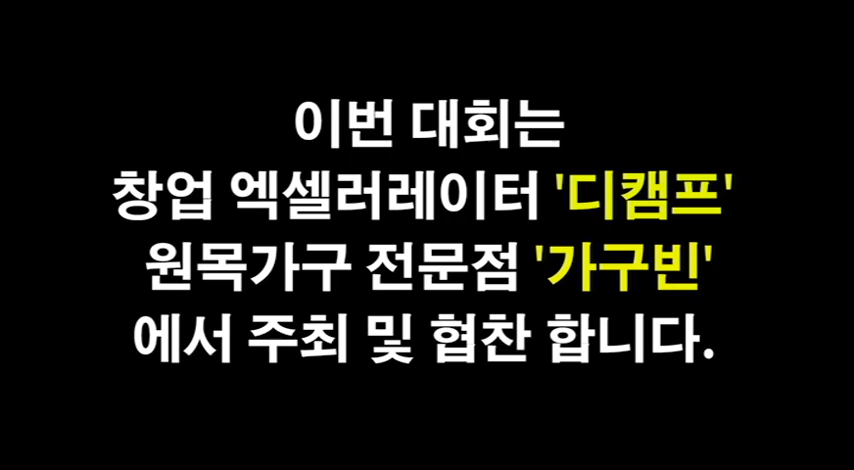 이번 대회는
창업 엑셀러레이터 '디캠프'
원목가구 전문점 '가구빈'
에서 주최 및 협찬 합니다.